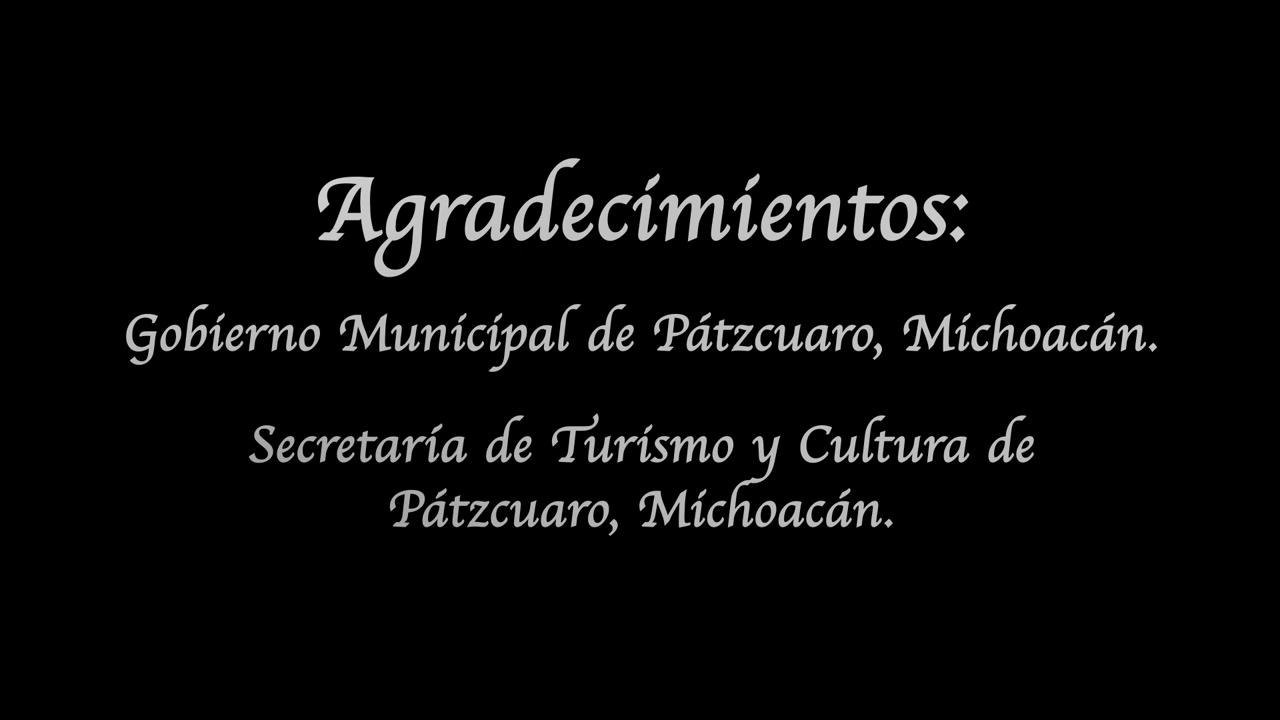 Agradecimientos:
Gobierno Municipal de Pátzcuaro, Michoacán.
Secretaría de Turismo y Cultura de
Pátzcuaro, Michoacán.